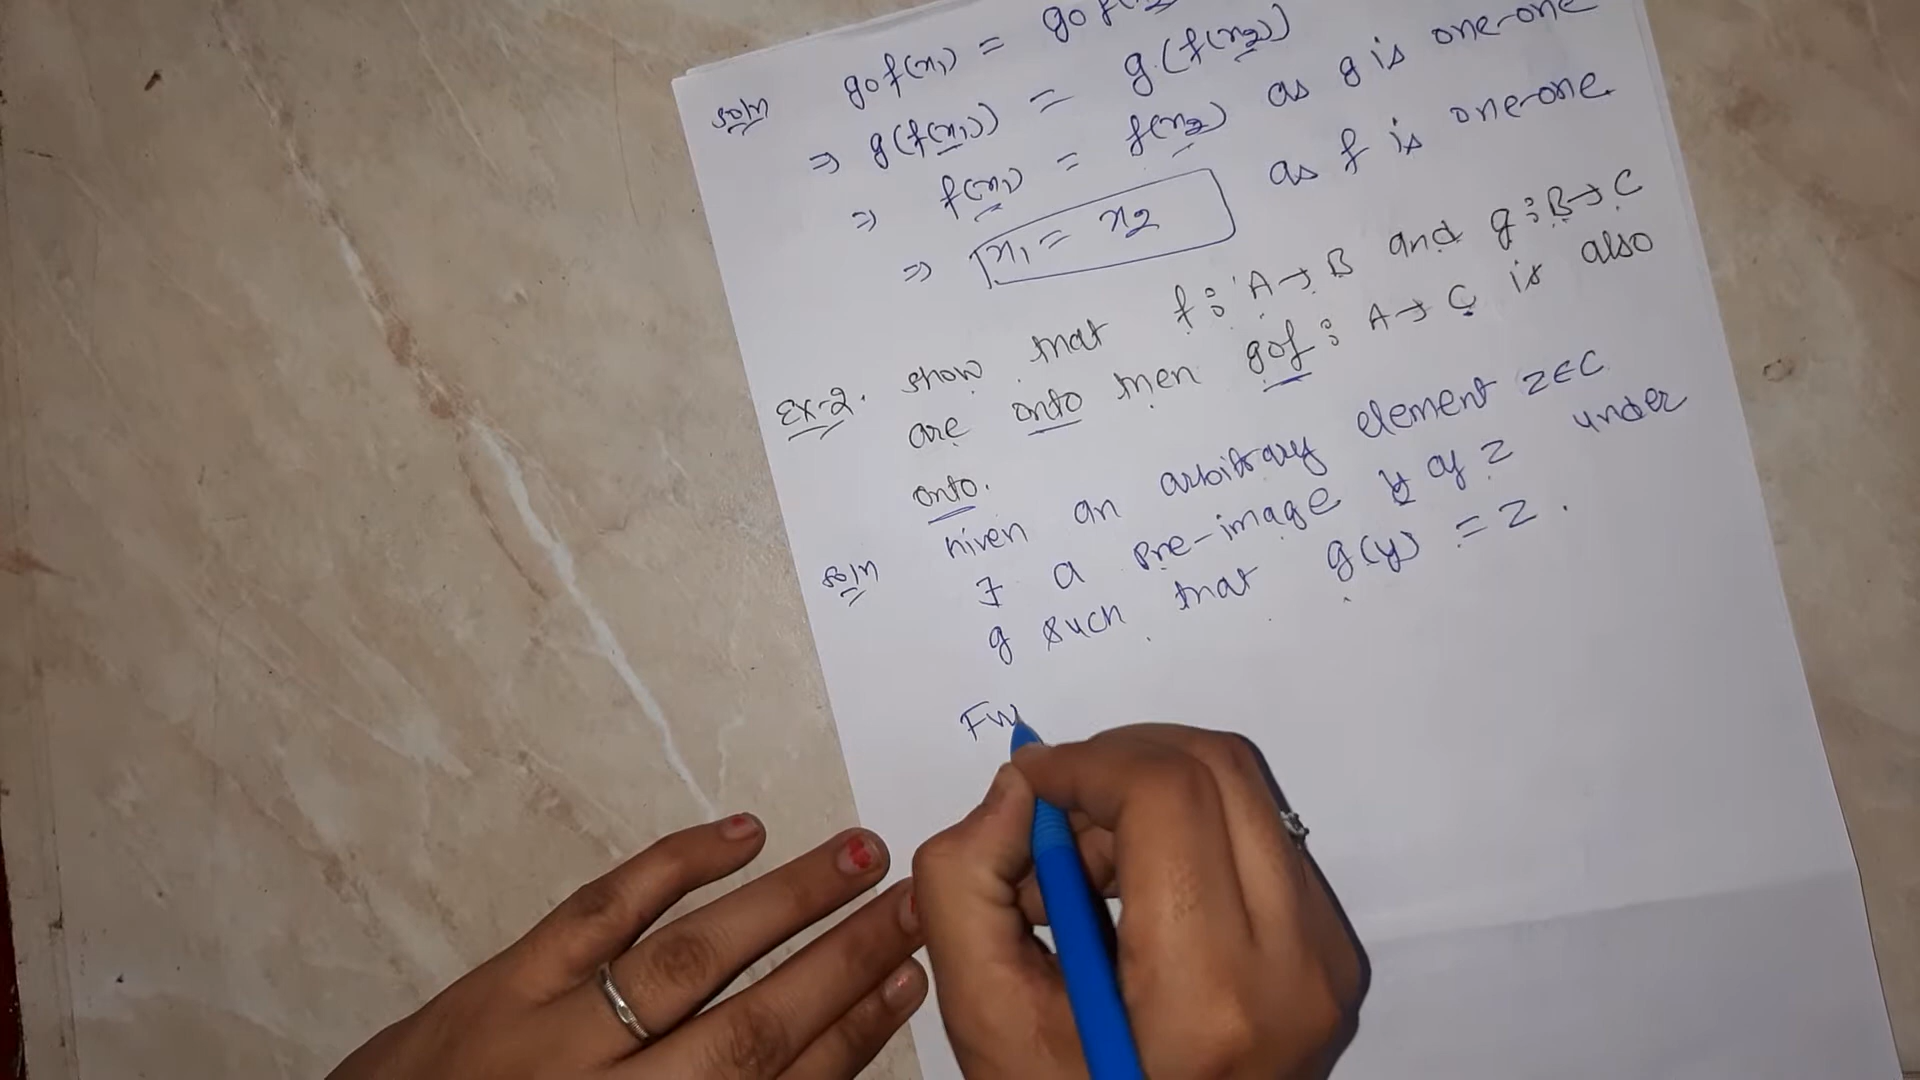 soln gof(x1) = gof(
⇒ g(f(x1)) = g(f(x2))
⇒ f(x1) = f(x2) as g is one-one
⇒ x1 = x2 as f is one-one.
Ex-2. show that f: A→B and g:B→C
are onto then gof: A→C is also
onto.
soln Given an arbitrary element z∈C
∃ a pre-image y of z under
g such that g(y) = z.
Fu